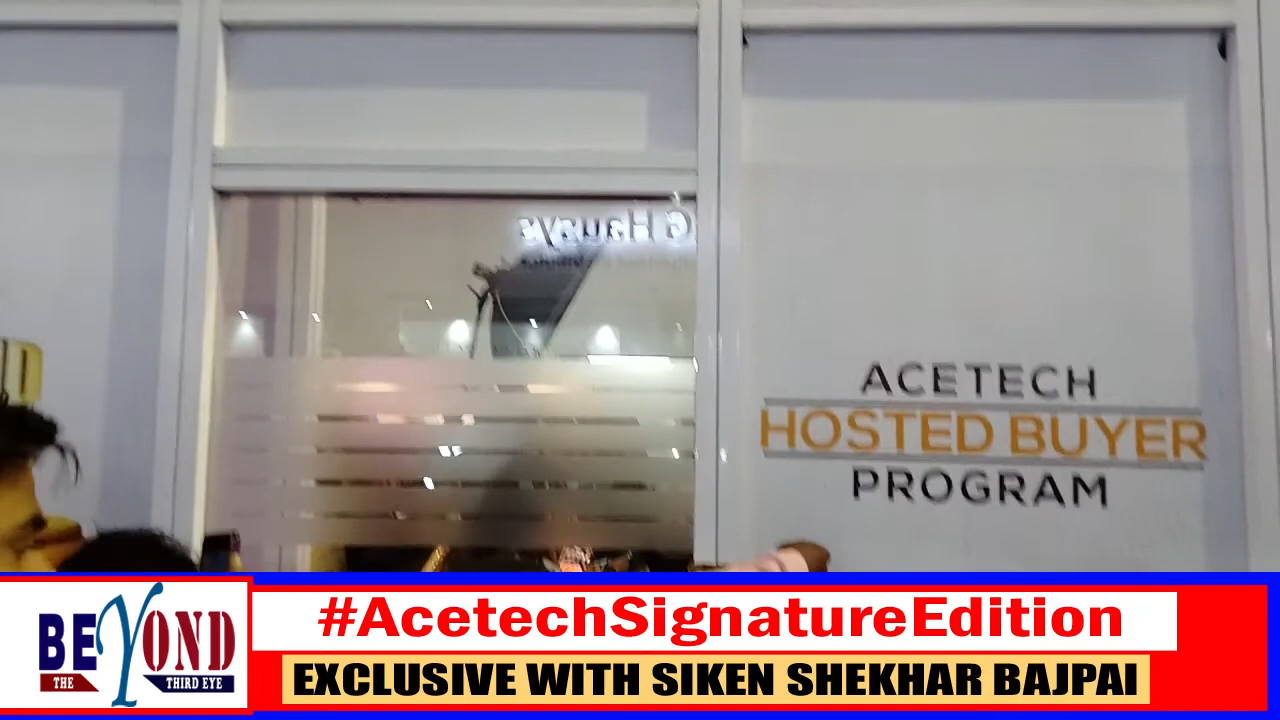 ACETECH
HOSTED BUYER
PROGRAM
#AcetechSignatureEdition
EXCLUSIVE WITH SIKEN SHEKHAR BAJPAI
BEYOND
THE THIRD EYE